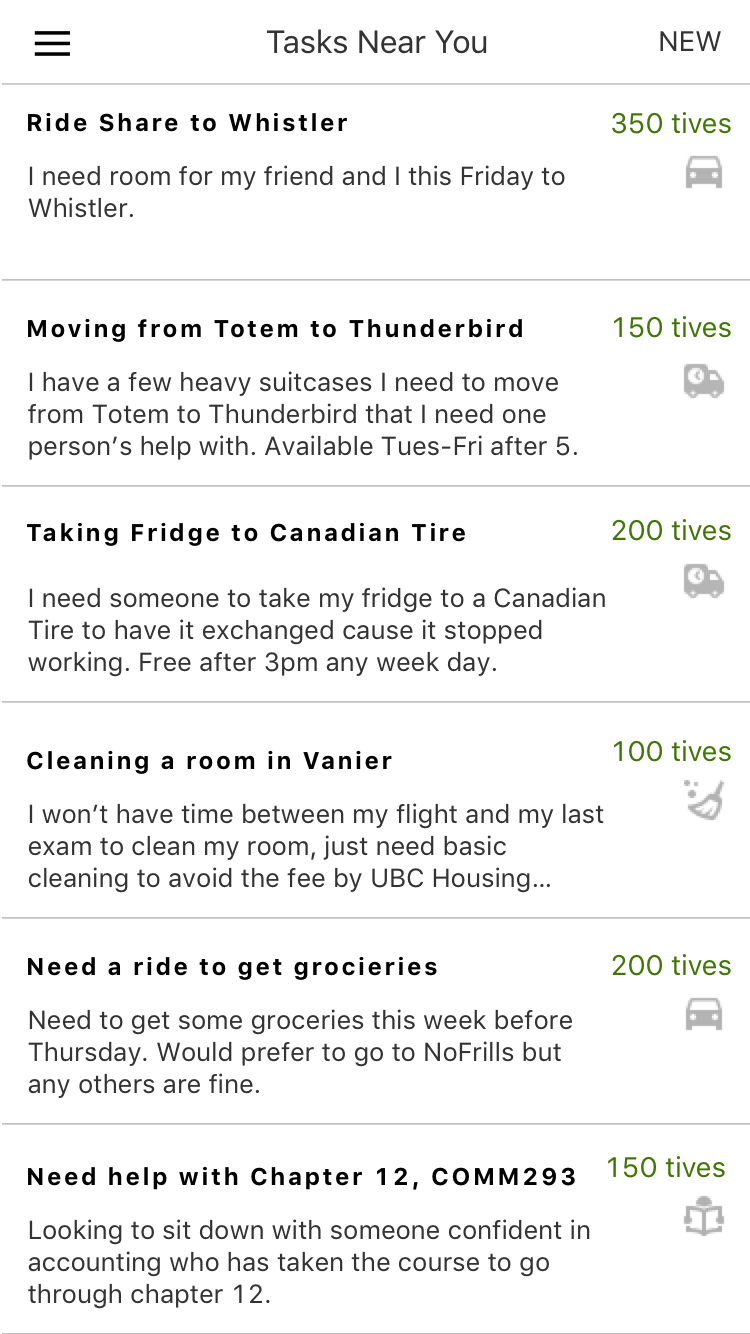 Tasks Near You
NEW
Ride Share to Whistler
350 tives
I need room for my friend and I this Friday to
Whistler.
Moving from Totem to Thunderbird
150 tives
I have a few heavy suitcases I need to move
from Totem to Thunderbird that I need one
person’s help with. Available Tues-Fri after 5.
Taking Fridge to Canadian Tire
200 tives
I need someone to take my fridge to a Canadian
Tire to have it exchanged cause it stopped
working. Free after 3pm any week day.
Cleaning a room in Vanier
100 tives
I won’t have time between my flight and my last
exam to clean my room, just need basic
cleaning to avoid the fee by UBC Housing...
Need a ride to get grocieries
200 tives
Need to get some groceries this week before
Thursday. Would prefer to go to NoFrills but
any others are fine.
Need help with Chapter 12, COMM293
150 tives
Looking to sit down with someone confident in
accounting who has taken the course to go
through chapter 12.